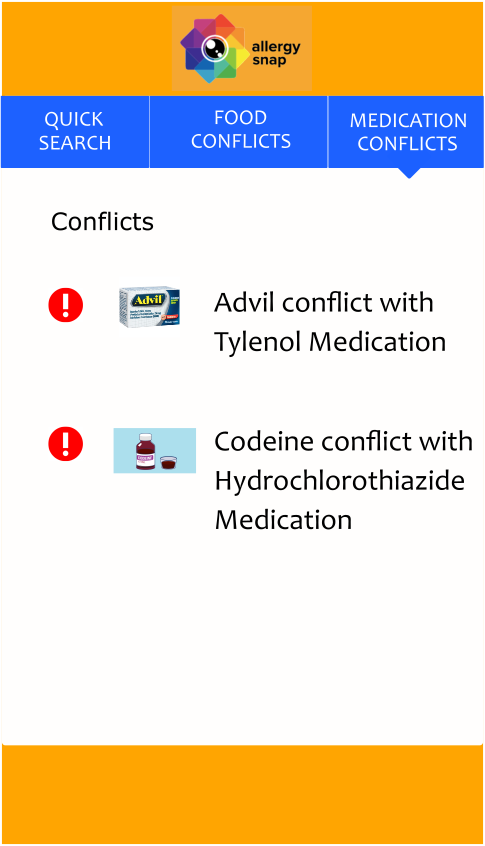 allergy
snap
QUICK
SEARCH
FOOD
CONFLICTS
MEDICATION
CONFLICTS
Conflicts
Advil
Advil conflict with
Tylenol Medication
Codeine conflict with
Hydrochlorothiazide
Medication